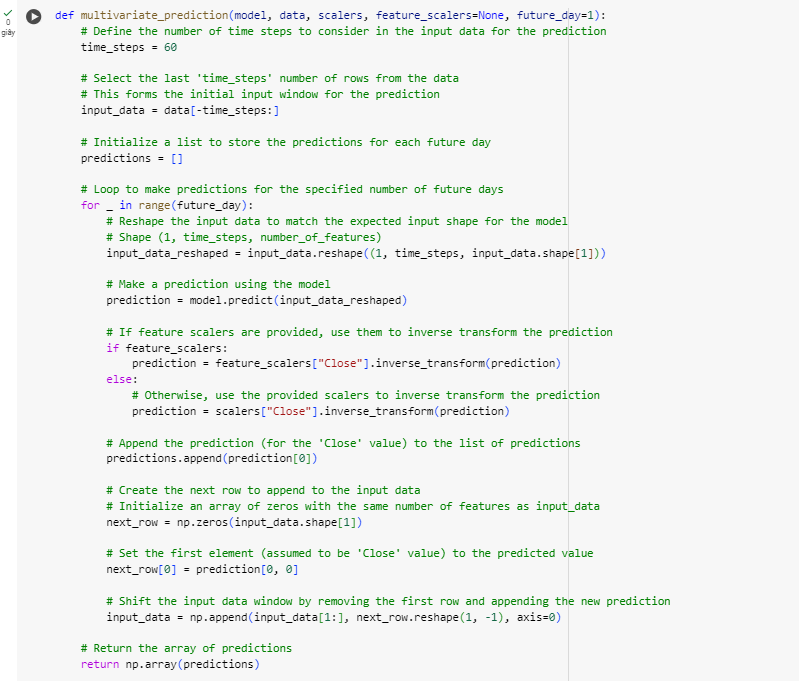 0
giây
def multivariate_prediction(model, data, scalers, feature_scalers=None, future_day=1):
# Define the number of time steps to consider in the input data for the prediction
time_steps = 60
# Select the last 'time_steps' number of rows from the data
# This forms the initial input window for the prediction
input_data = data[-time_steps:]
# Initialize a list to store the predictions for each future day
predictions = []
# Loop to make predictions for the specified number of future days
for _ in range(future_day):
# Reshape the input data to match the expected input shape for the model
# Shape (1, time_steps, number_of_features)
input_data_reshaped = input_data.reshape((1, time_steps, input_data.shape[1]))
# Make a prediction using the model
prediction = model.predict(input_data_reshaped)
# If feature scalers are provided, use them to inverse transform the prediction
if feature_scalers:
prediction = feature_scalers["Close"].inverse_transform(prediction)
else:
# Otherwise, use the provided scalers to inverse transform the prediction
prediction = scalers["Close"].inverse_transform(prediction)
# Append the prediction (for the 'Close' value) to the list of predictions
predictions.append(prediction[0])
# Create the next row to append to the input data
# Initialize an array of zeros with the same number of features as input_data
next_row = np.zeros(input_data.shape[1])
# Set the first element (assumed to be 'Close' value) to the predicted value
next_row[0] = prediction[0, 0]
# Shift the input data window by removing the first row and appending the new prediction
input_data = np.append(input_data[1:], next_row.reshape(1, -1), axis=0)
# Return the array of predictions
return np.array(predictions)